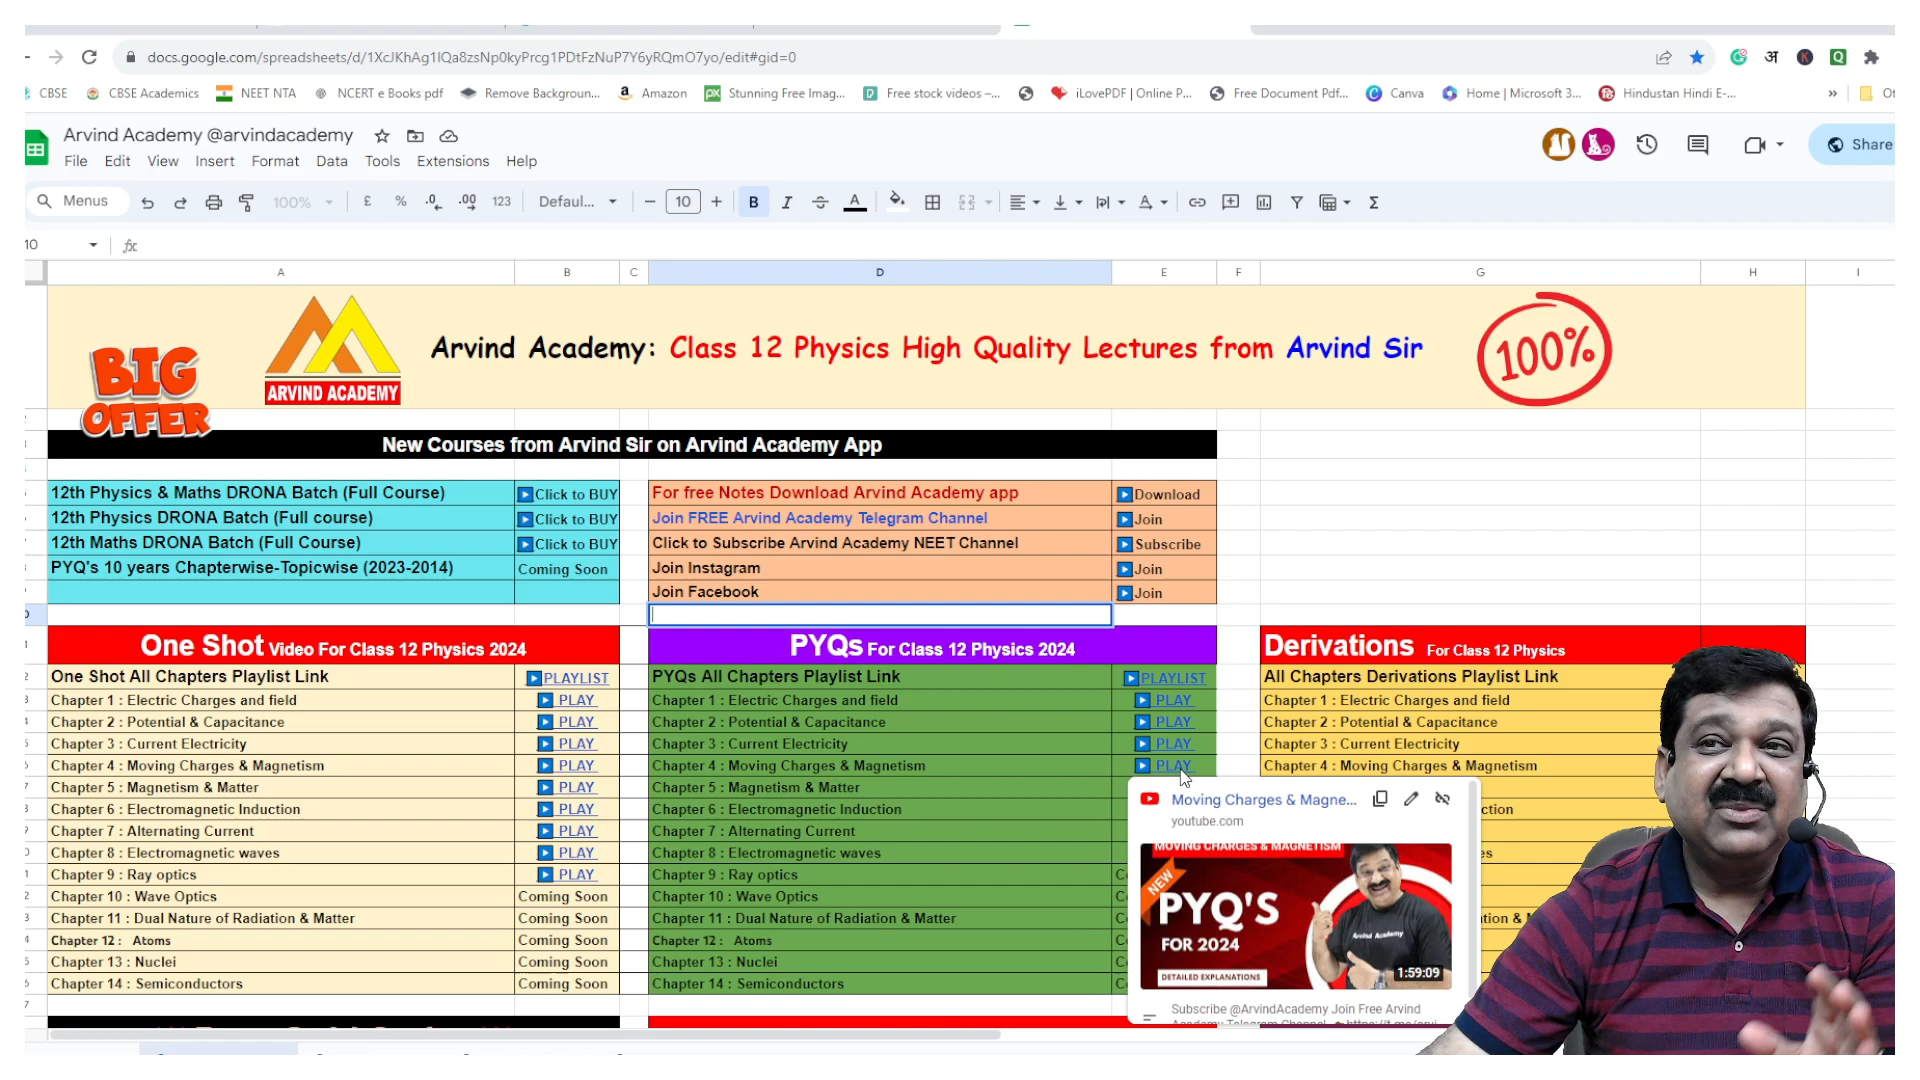 docs.google.com/spreadsheets/d/1XcJKhAg1lQa8zsNp0kyPrcg1PDtFzNuP7Y6yRQmO7yo/edit#gid=0
CBSE CBSE Academics NEET NTA NCERT e Books pdf Remove Backgroun... Amazon Stunning Free Imag... Free stock videos –... iLovePDF | Online P... Free Document Pdf... Canva Home | Microsoft 3... Hindustan Hindi E-... »
Arvind Academy @arvindacademy
Share
File Edit View Insert Format Data Tools Extensions Help
Menus 100% £ % .0 .00 123 Defaul... − 10 + B I A Σ
10 fx
A B C D E F G H I
BIG OFFER
ARVIND ACADEMY
Arvind Academy: Class 12 Physics High Quality Lectures from Arvind Sir
100%
New Courses from Arvind Sir on Arvind Academy App
12th Physics & Maths DRONA Batch (Full Course) Click to BUY For free Notes Download Arvind Academy app Download
12th Physics DRONA Batch (Full course) Click to BUY Join FREE Arvind Academy Telegram Channel Join
12th Maths DRONA Batch (Full Course) Click to BUY Click to Subscribe Arvind Academy NEET Channel Subscribe
PYQ's 10 years Chapterwise-Topicwise (2023-2014) Coming Soon Join Instagram Join
Join Facebook Join
One Shot Video For Class 12 Physics 2024 PYQs For Class 12 Physics 2024 Derivations For Class 12 Physics
One Shot All Chapters Playlist Link PLAYLIST PYQs All Chapters Playlist Link PLAYLIST All Chapters Derivations Playlist Link
Chapter 1 : Electric Charges and field PLAY Chapter 1 : Electric Charges and field PLAY Chapter 1 : Electric Charges and field
Chapter 2 : Potential & Capacitance PLAY Chapter 2 : Potential & Capacitance PLAY Chapter 2 : Potential & Capacitance
Chapter 3 : Current Electricity PLAY Chapter 3 : Current Electricity PLAY Chapter 3 : Current Electricity
Chapter 4 : Moving Charges & Magnetism PLAY Chapter 4 : Moving Charges & Magnetism PLAY Chapter 4 : Moving Charges & Magnetism
Chapter 5 : Magnetism & Matter PLAY Chapter 5 : Magnetism & Matter
Chapter 6 : Electromagnetic Induction PLAY Chapter 6 : Electromagnetic Induction
Chapter 7 : Alternating Current PLAY Chapter 7 : Alternating Current
Chapter 8 : Electromagnetic waves PLAY Chapter 8 : Electromagnetic waves
Chapter 9 : Ray optics PLAY Chapter 9 : Ray optics
Chapter 10 : Wave Optics Coming Soon Chapter 10 : Wave Optics
Chapter 11 : Dual Nature of Radiation & Matter Coming Soon Chapter 11 : Dual Nature of Radiation & Matter
Chapter 12 : Atoms Coming Soon Chapter 12 : Atoms
Chapter 13 : Nuclei Coming Soon Chapter 13 : Nuclei
Chapter 14 : Semiconductors Coming Soon Chapter 14 : Semiconductors
Moving Charges & Magne...
youtube.com
MOVING CHARGES & MAGNETISM
NEW
PYQ'S
FOR 2024
Arvind Academy
DETAILED EXPLANATIONS
1:59:09
Subscribe @ArvindAcademy Join Free Arvind